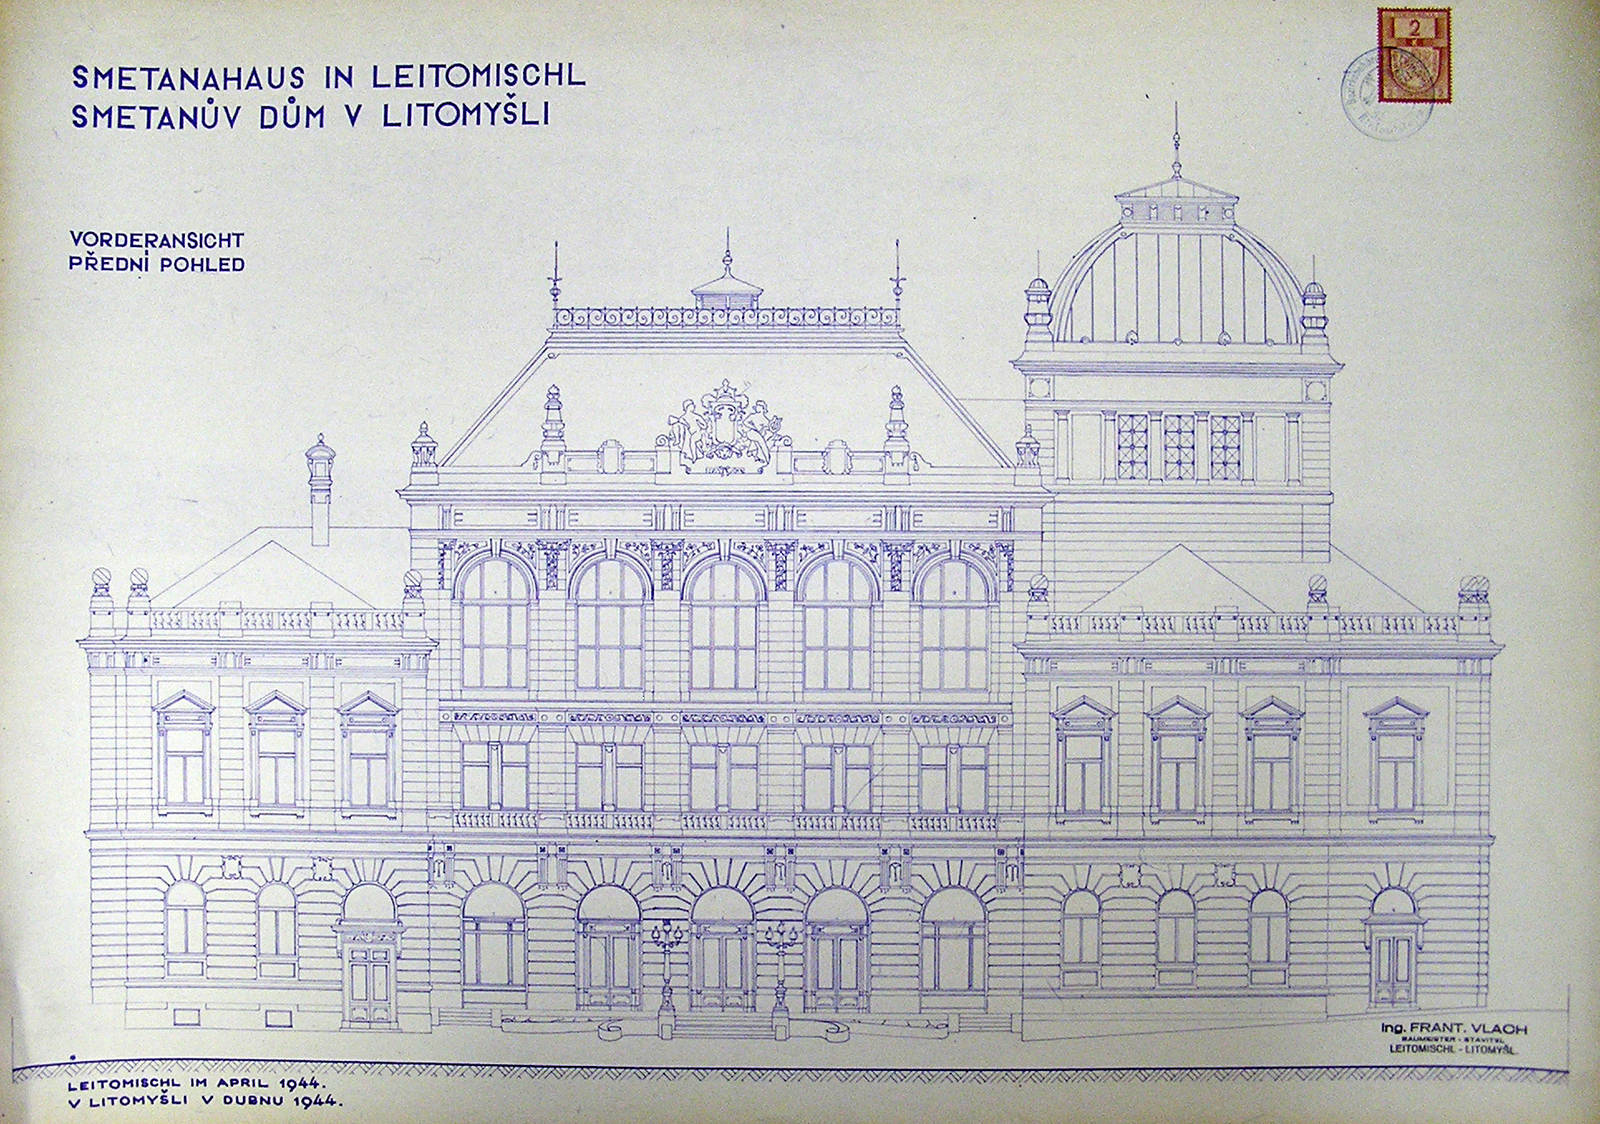 SMETANAHAUS IN LEITOMISCHL
SMETANŮV DŮM V LITOMYŠLI
2
K
VORDERANSICHT
PŘEDNÍ POHLED
Ing. FRANT. VLACH
BAUMEISTER - STAVITEL
LEITOMISCHL - LITOMYŠL.
LEITOMISCHL IM APRIL 1944.
V LITOMYŠLI V DUBNU 1944.